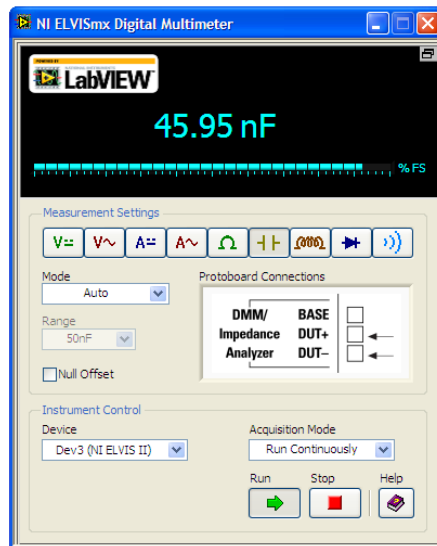 NI ELVISmx Digital Multimeter
LabVIEW
45.95 nF
% FS
Measurement Settings
V V A A Ω
Mode
Auto
Protoboard Connections
Range
50nF
DMM/ BASE
Impedance DUT+
Analyzer DUT–
Null Offset
Instrument Control
Device
Dev3 (NI ELVIS II)
Acquisition Mode
Run Continuously
Run Stop Help